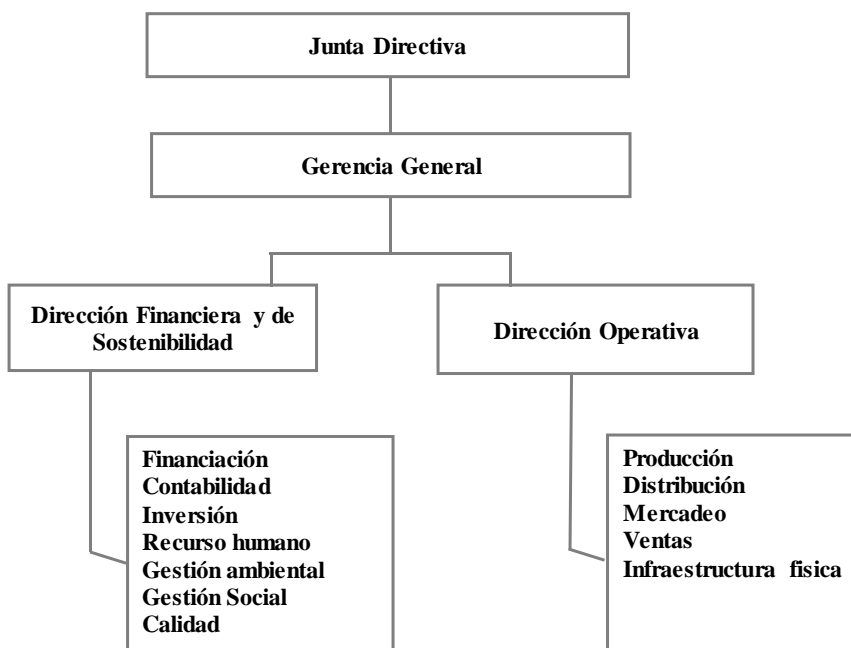 Junta Directiva
Gerencia General
Dirección Financiera y de
Sostenibilidad
Dirección Operativa
Financiación
Contabilidad
Inversión
Recurso humano
Gestión ambiental
Gestión Social
Calidad
Producción
Distribución
Mercadeo
Ventas
Infraestructura fisica